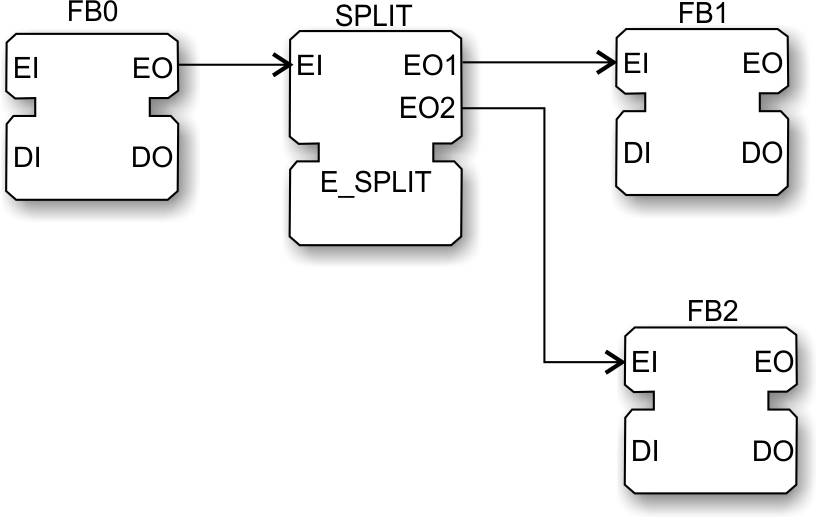 FB0
EI EO
DI DO
SPLIT
EI EO1
EO2
E_SPLIT
FB1
EI EO
DI DO
FB2
EI EO
DI DO